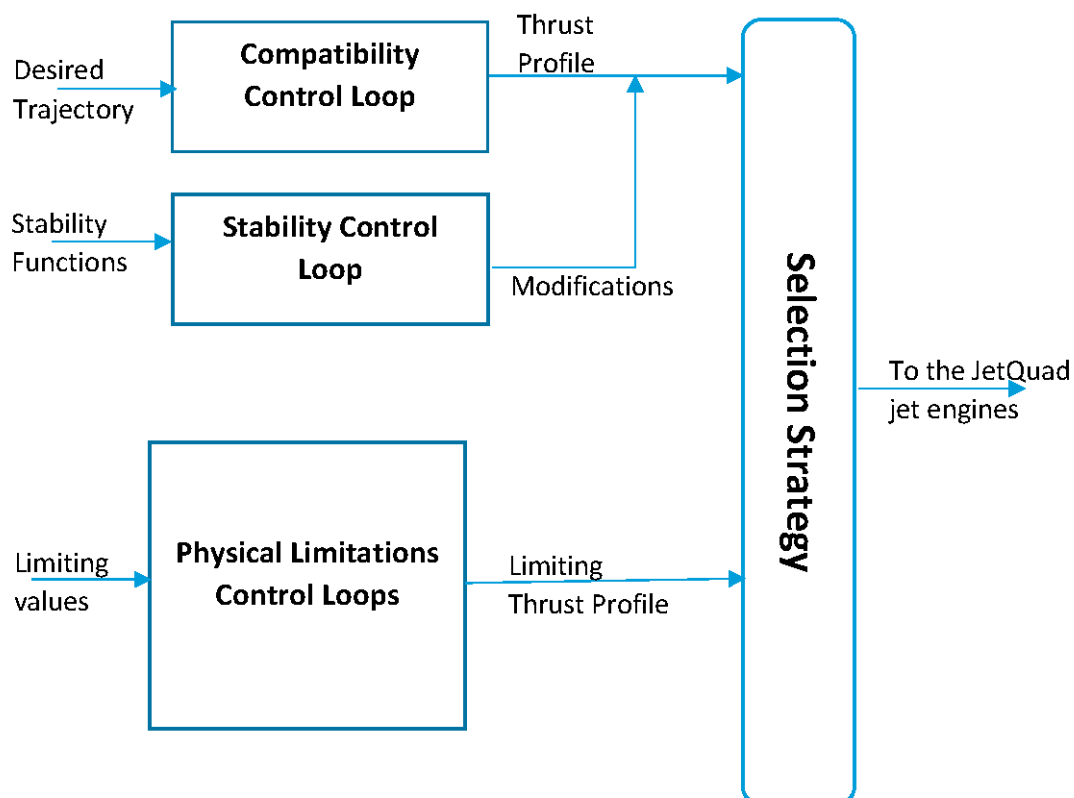 Desired
Trajectory
Compatibility
Control Loop
Thrust
Profile
Stability
Functions
Stability Control
Loop
Modifications
Limiting
values
Physical Limitations
Control Loops
Limiting
Thrust Profile
Selection Strategy
To the JetQuad
jet engines